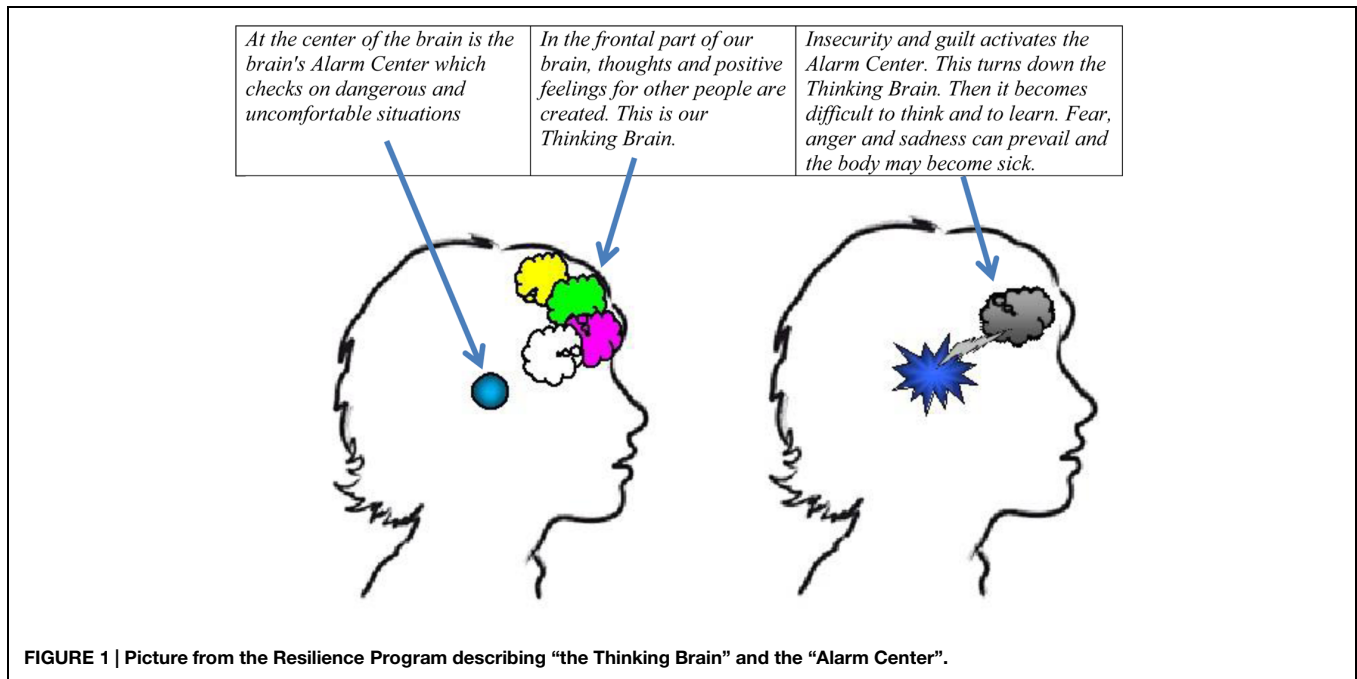 At the center of the brain is the
brain's Alarm Center which
checks on dangerous and
uncomfortable situations
In the frontal part of our
brain, thoughts and positive
feelings for other people are
created. This is our
Thinking Brain.
Insecurity and guilt activates the
Alarm Center. This turns down the
Thinking Brain. Then it becomes
difficult to think and to learn. Fear,
anger and sadness can prevail and
the body may become sick.
FIGURE 1 | Picture from the Resilience Program describing “the Thinking Brain” and the “Alarm Center”.